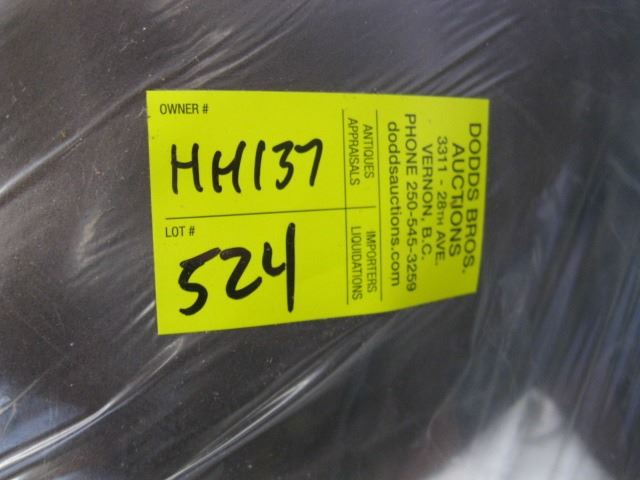 OWNER #
HH137
LOT #
524
ANTIQUES
APPRAISALS
IMPORTERS
LIQUIDATIONS
DODDS BROS.
AUCTIONS
3311 - 28TH AVE.
VERNON, B.C.
PHONE 250-545-3259
doddsauctions.com